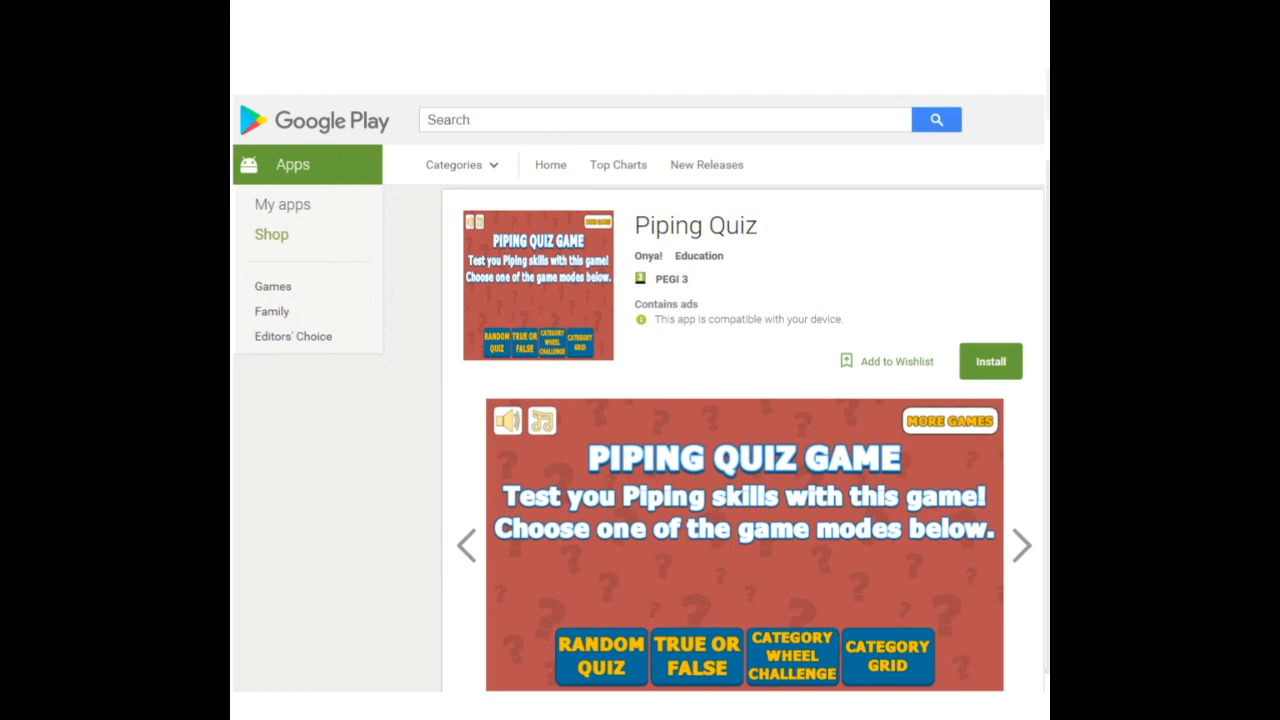 Google Play
Search
Apps
Categories
Home
Top Charts
New Releases
My apps
Shop
Games
Family
Editors' Choice
PIPING QUIZ GAME
Test you Piping skills with this game!
Choose one of the game modes below.
RANDOM QUIZ
TRUE OR FALSE
CATEGORY WHEEL CHALLENGE
CATEGORY GRID
Piping Quiz
Onya! Education
3
PEGI 3
Contains ads
This app is compatible with your device.
Add to Wishlist
Install
MORE GAMES
PIPING QUIZ GAME
Test you Piping skills with this game!
Choose one of the game modes below.
RANDOM
QUIZ
TRUE OR
FALSE
CATEGORY
WHEEL
CHALLENGE
CATEGORY
GRID